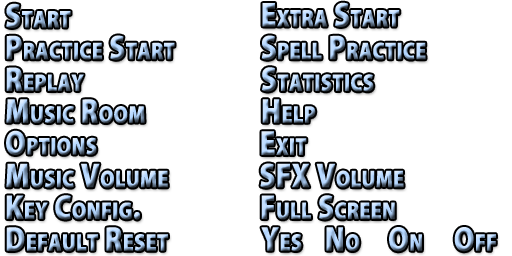 Start
Practice Start
Replay
Music Room
Options
Music Volume
Key Config.
Default Reset
Extra Start
Spell Practice
Statistics
Help
Exit
SFX Volume
Full Screen
Yes No On Off